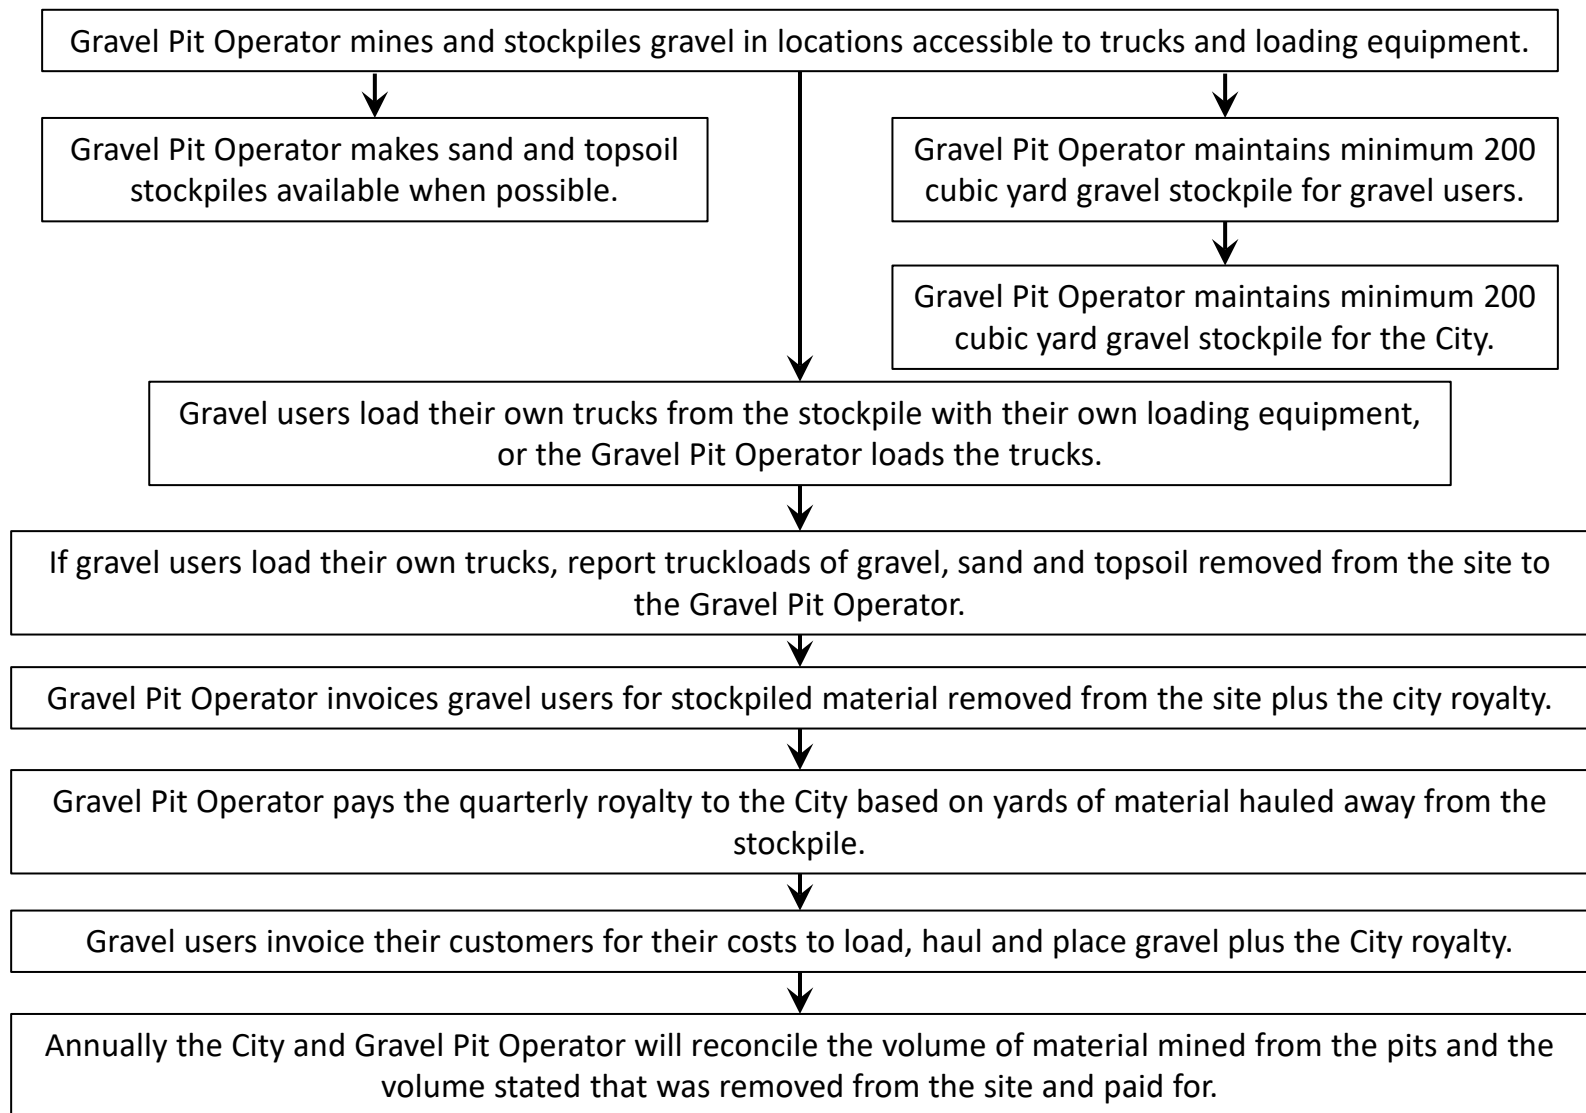 Gravel Pit Operator mines and stockpiles gravel in locations accessible to trucks and loading equipment.
Gravel Pit Operator makes sand and topsoil
stockpiles available when possible.
Gravel Pit Operator maintains minimum 200
cubic yard gravel stockpile for gravel users.
Gravel Pit Operator maintains minimum 200
cubic yard gravel stockpile for the City.
Gravel users load their own trucks from the stockpile with their own loading equipment,
or the Gravel Pit Operator loads the trucks.
If gravel users load their own trucks, report truckloads of gravel, sand and topsoil removed from the site to
the Gravel Pit Operator.
Gravel Pit Operator invoices gravel users for stockpiled material removed from the site plus the city royalty.
Gravel Pit Operator pays the quarterly royalty to the City based on yards of material hauled away from the
stockpile.
Gravel users invoice their customers for their costs to load, haul and place gravel plus the City royalty.
Annually the City and Gravel Pit Operator will reconcile the volume of material mined from the pits and the
volume stated that was removed from the site and paid for.